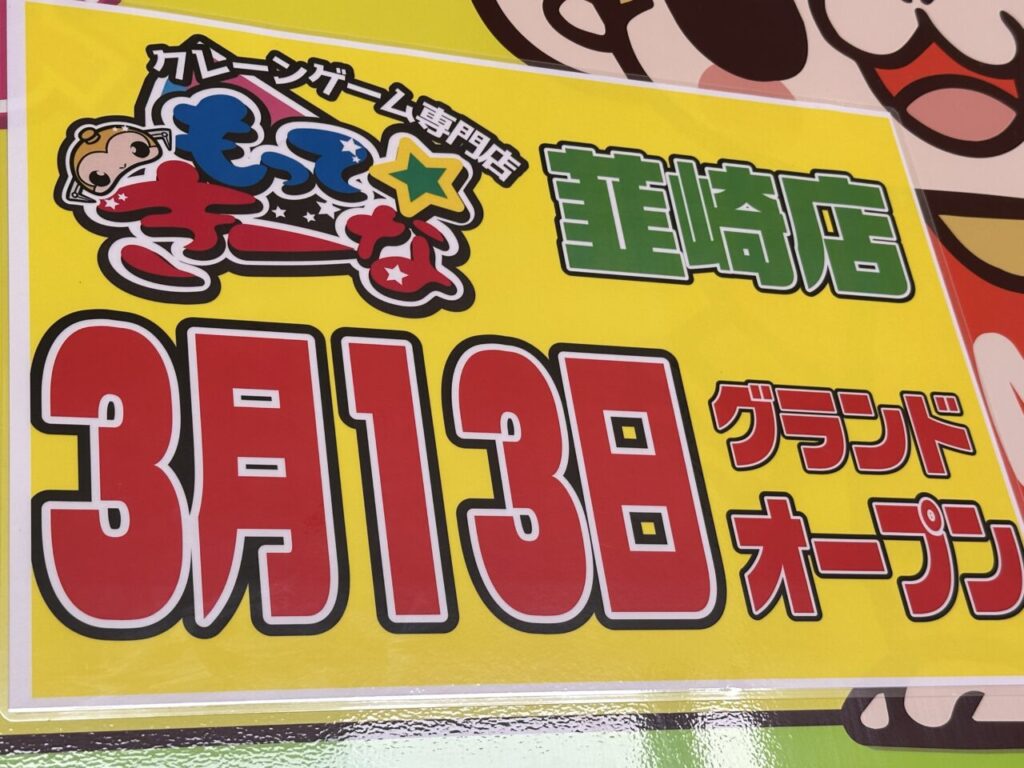 クレーンゲーム専門店
もって
きーな
韮崎店
3月13日
グランド
オープン